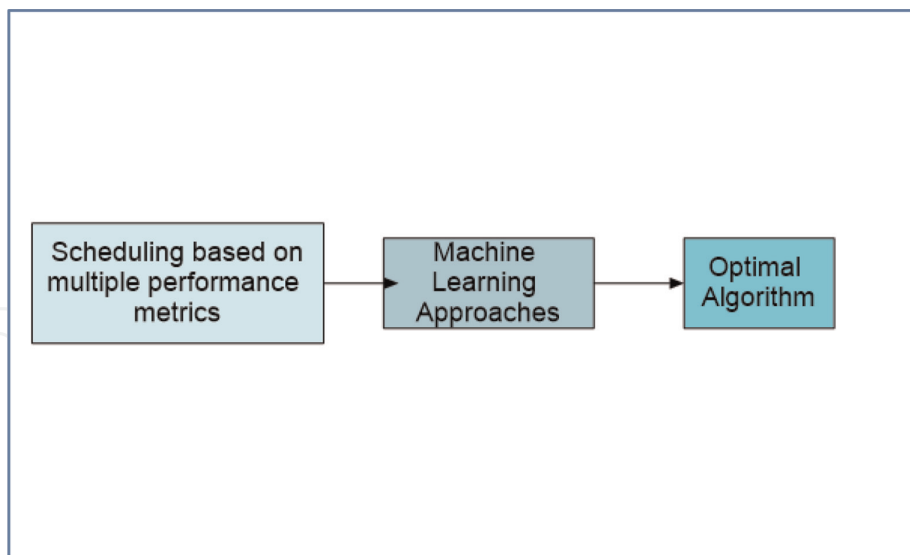 Scheduling based on
multiple performance
metrics
Machine
Learning
Approaches
Optimal
Algorithm